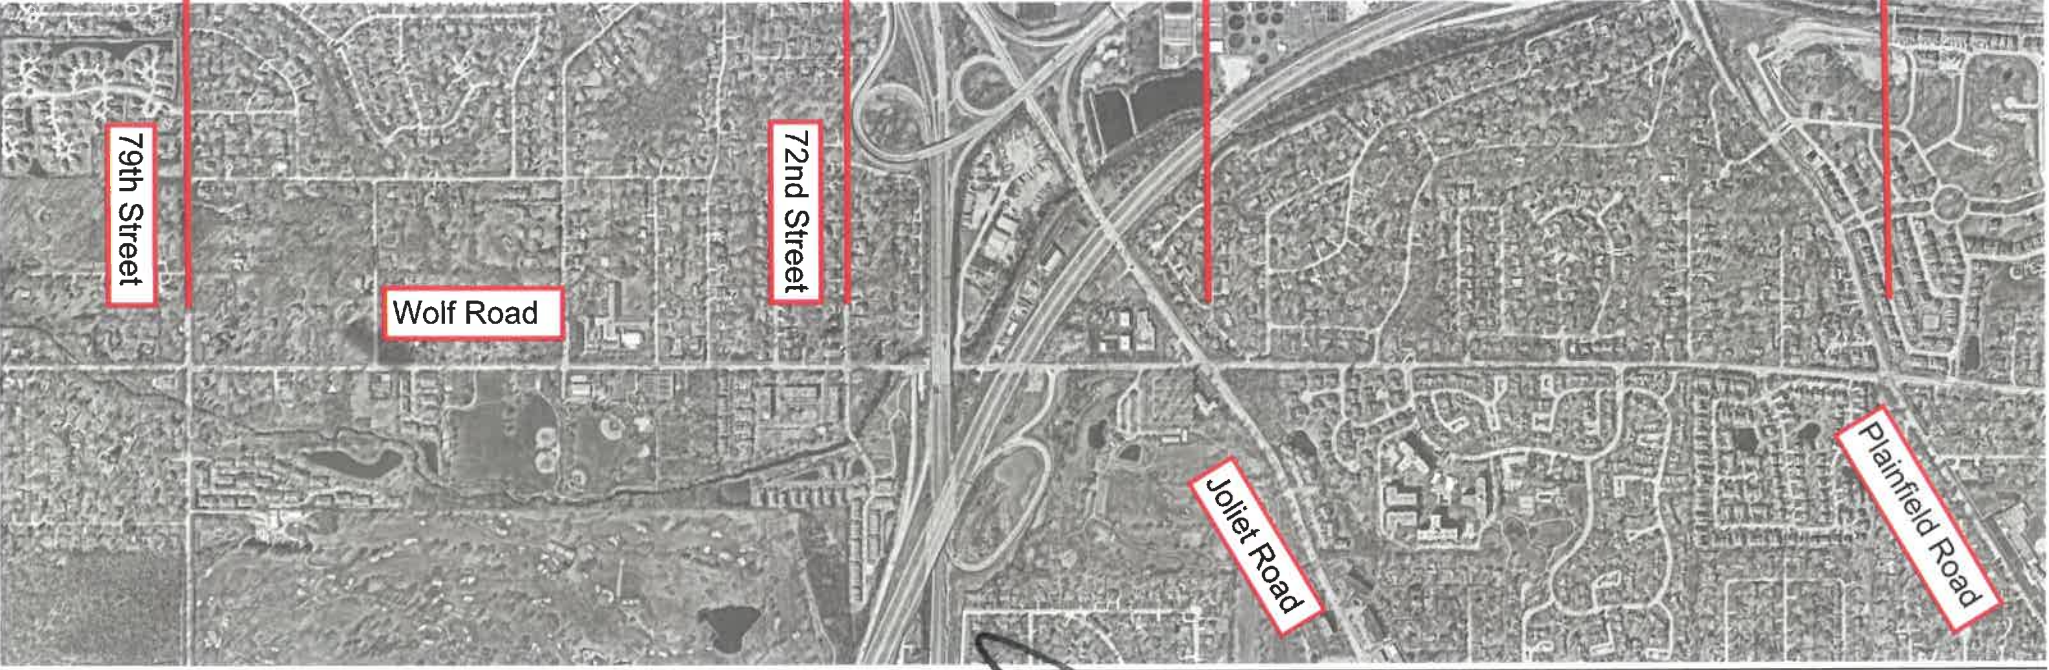 79th Street
Wolf Road
72nd Street
Joliet Road
Plainfield Road